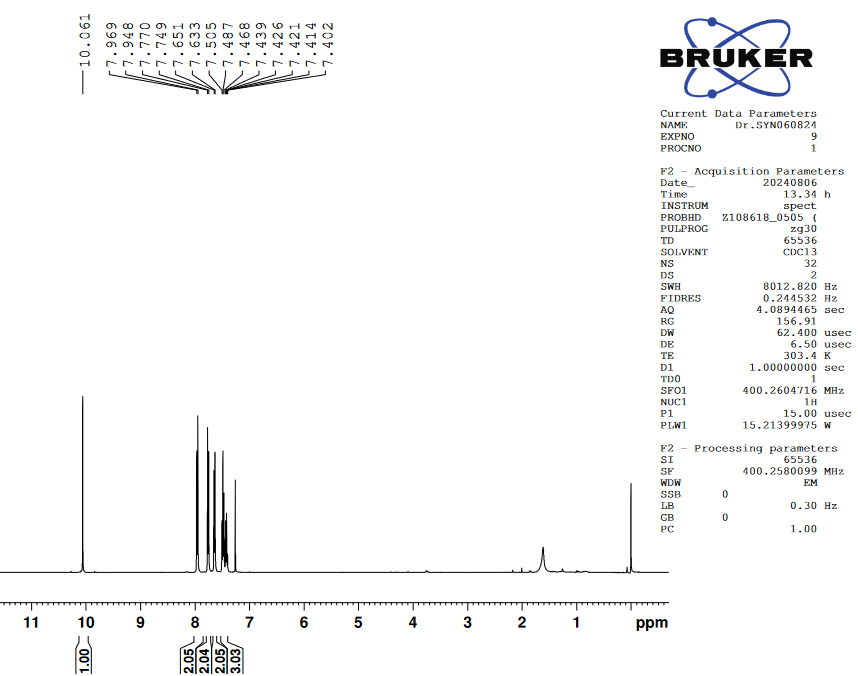 10.061
7.969
7.948
7.770
7.749
7.651
7.633
7.505
7.487
7.468
7.439
7.426
7.421
7.414
7.402
BRUKER
Current Data Parameters
NAME Dr.SYN060824
EXPNO 9
PROCNO 1
F2 - Acquisition Parameters
Date_ 20240806
Time 13.34 h
INSTRUM spect
PROBHD Z108618_0505 (
PULPROG zg30
TD 65536
SOLVENT CDCl3
NS 32
DS 2
SWH 8012.820 Hz
FIDRES 0.244532 Hz
AQ 4.0894465 sec
RG 156.91
DW 62.400 usec
DE 6.50 usec
TE 303.4 K
D1 1.00000000 sec
TD0 1
SFO1 400.2604716 MHz
NUC1 1H
P1 15.00 usec
PLW1 15.21399975 W
F2 - Processing parameters
SI 65536
SF 400.2580099 MHz
WDW EM
SSB 0
LB 0.30 Hz
GB 0
PC 1.00
11 10 9 8 7 6 5 4 3 2 1 ppm
1.00
2.05
2.04
2.05
3.03